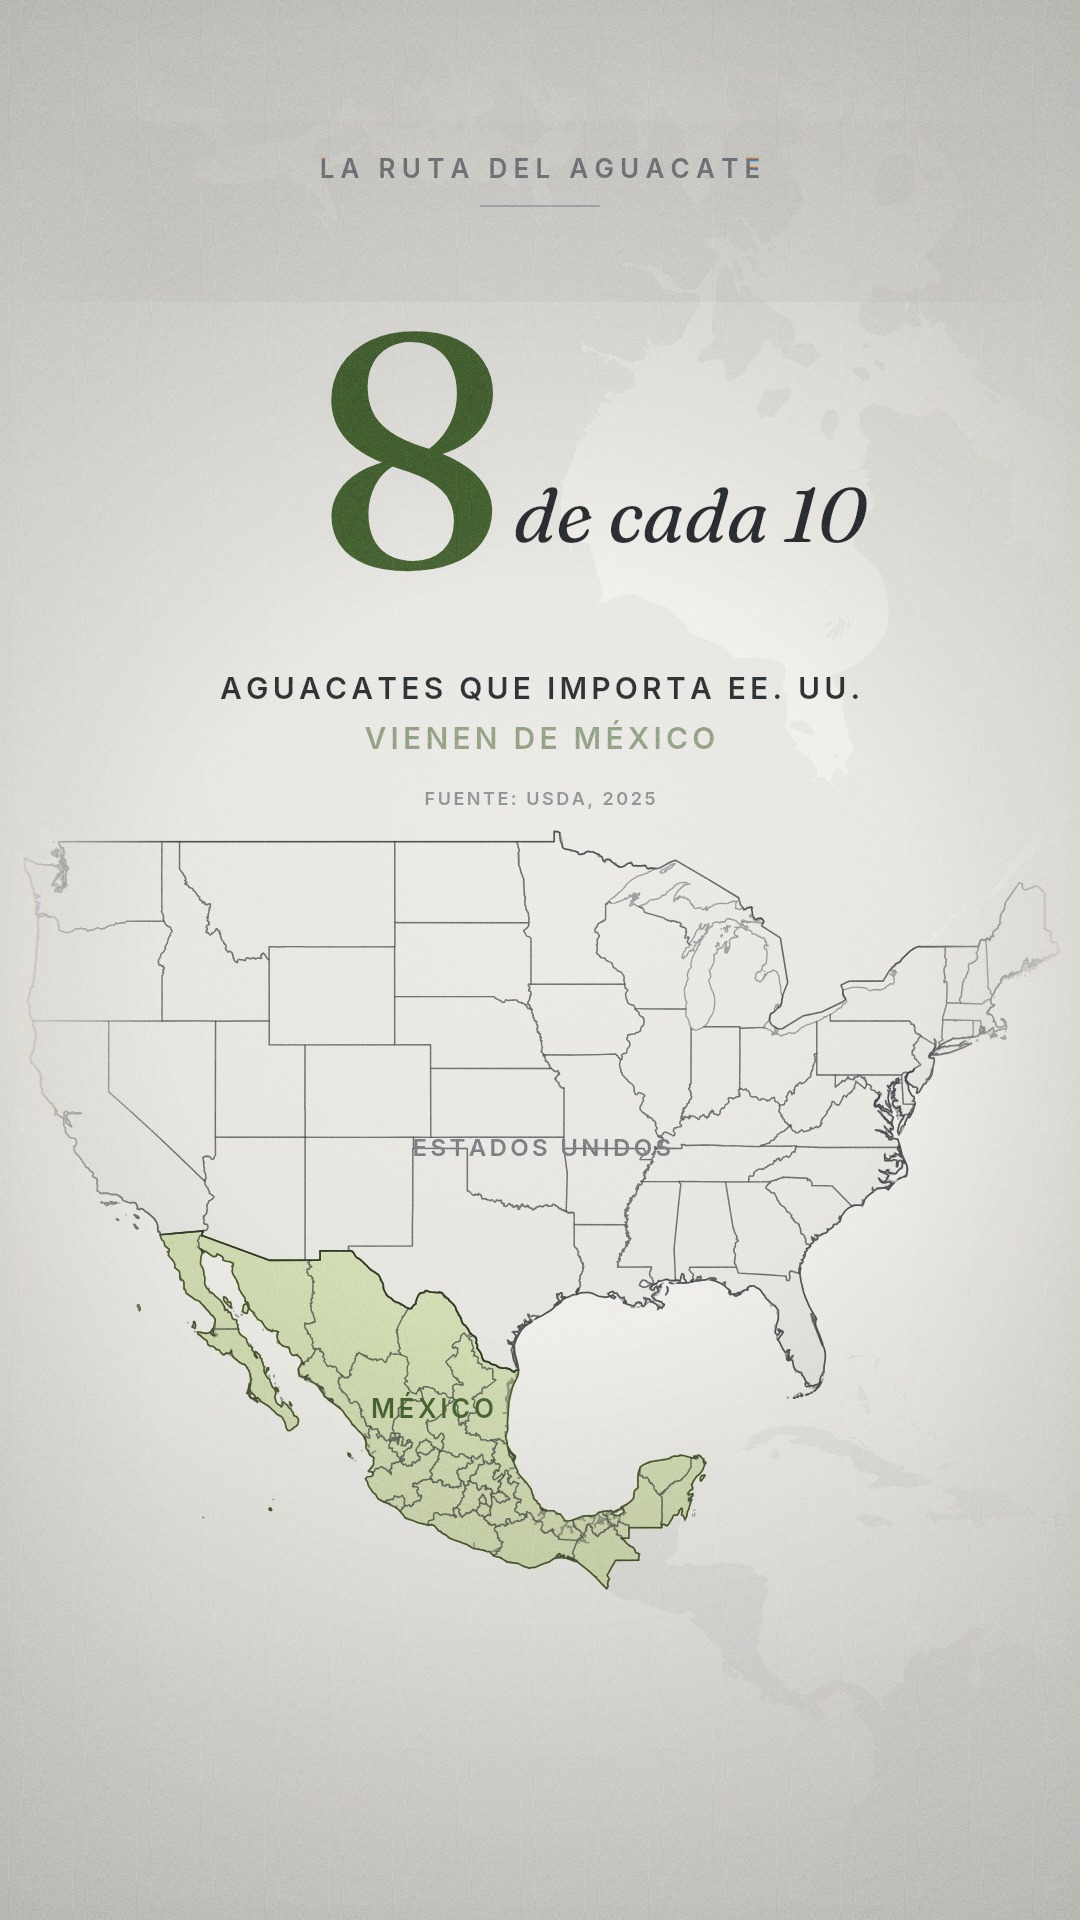 LA RUTA DEL AGUACATE
8 de cada 10
AGUACATES QUE IMPORTA EE. UU.
VIENEN DE MÉXICO
FUENTE: USDA, 2025
ESTADOS UNIDOS
MÉXICO